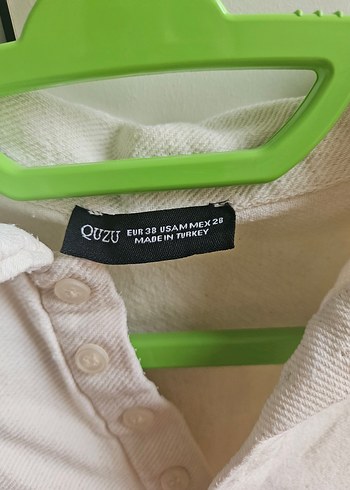 QUZU
EUR 38 USA M MEX 28
MADE IN TURKEY